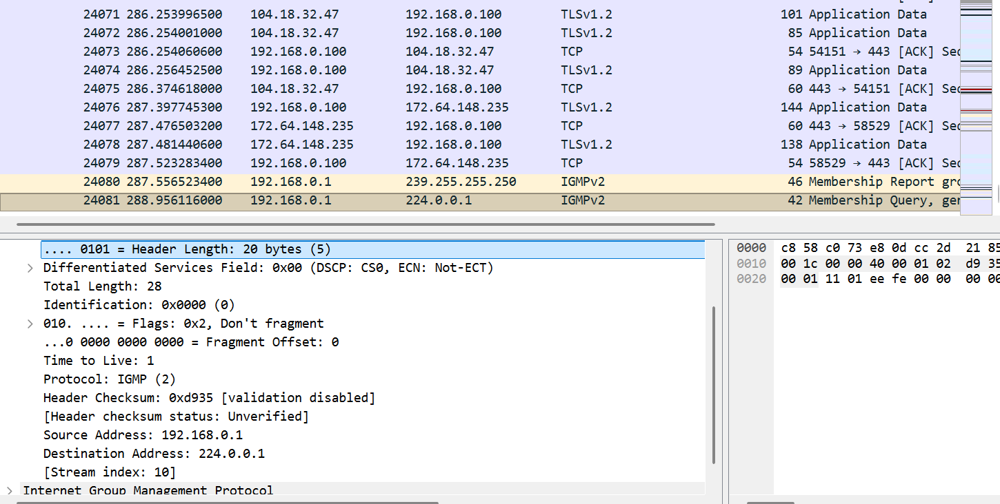 24071 286.253996500 104.18.32.47 192.168.0.100 TLSv1.2 101 Application Data
24072 286.254001000 104.18.32.47 192.168.0.100 TLSv1.2 85 Application Data
24073 286.254060600 192.168.0.100 104.18.32.47 TCP 54 54151 → 443 [ACK] Sec
24074 286.256452500 192.168.0.100 104.18.32.47 TLSv1.2 89 Application Data
24075 286.374618000 104.18.32.47 192.168.0.100 TCP 60 443 → 54151 [ACK] Sec
24076 287.397745300 192.168.0.100 172.64.148.235 TLSv1.2 144 Application Data
24077 287.476503200 172.64.148.235 192.168.0.100 TCP 60 443 → 58529 [ACK] Sec
24078 287.481440600 172.64.148.235 192.168.0.100 TLSv1.2 138 Application Data
24079 287.523283400 192.168.0.100 172.64.148.235 TCP 54 58529 → 443 [ACK] Sec
24080 287.556523400 192.168.0.1 239.255.255.250 IGMPv2 46 Membership Report gro
24081 288.956116000 192.168.0.1 224.0.0.1 IGMPv2 42 Membership Query, gen
.... 0101 = Header Length: 20 bytes (5)
Differentiated Services Field: 0x00 (DSCP: CS0, ECN: Not-ECT)
Total Length: 28
Identification: 0x0000 (0)
010. .... = Flags: 0x2, Don't fragment
...0 0000 0000 0000 = Fragment Offset: 0
Time to Live: 1
Protocol: IGMP (2)
Header Checksum: 0xd935 [validation disabled]
[Header checksum status: Unverified]
Source Address: 192.168.0.1
Destination Address: 224.0.0.1
[Stream index: 10]
Internet Group Management Protocol
0000 c8 58 c0 73 e8 0d cc 2d 21 85
0010 00 1c 00 00 40 00 01 02 d9 35
0020 00 01 11 01 ee fe 00 00 00 00